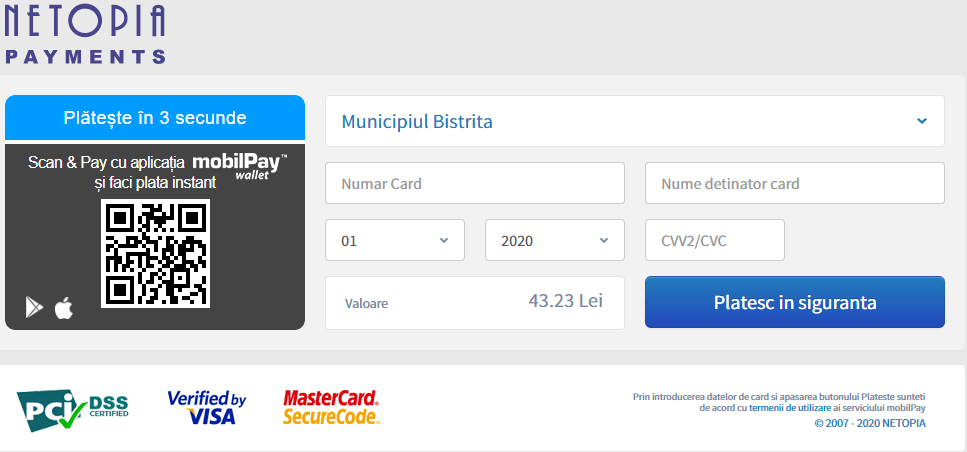 NETOPIA
PAYMENTS
Plătește în 3 secunde
Scan & Pay cu aplicația mobilPay™
wallet
și faci plata instant
Municipiul Bistrita
Numar Card
Nume detinator card
01
2020
CVV2/CVC
Valoare
43.23 Lei
Platesc in siguranta
PCI DSS
CERTIFIED
Verified by
VISA
MasterCard.
SecureCode™
Prin introducerea datelor de card si apasarea butonului Plateste sunteti
de acord cu termenii de utilizare ai serviciului mobilPay
© 2007 - 2020 NETOPIA